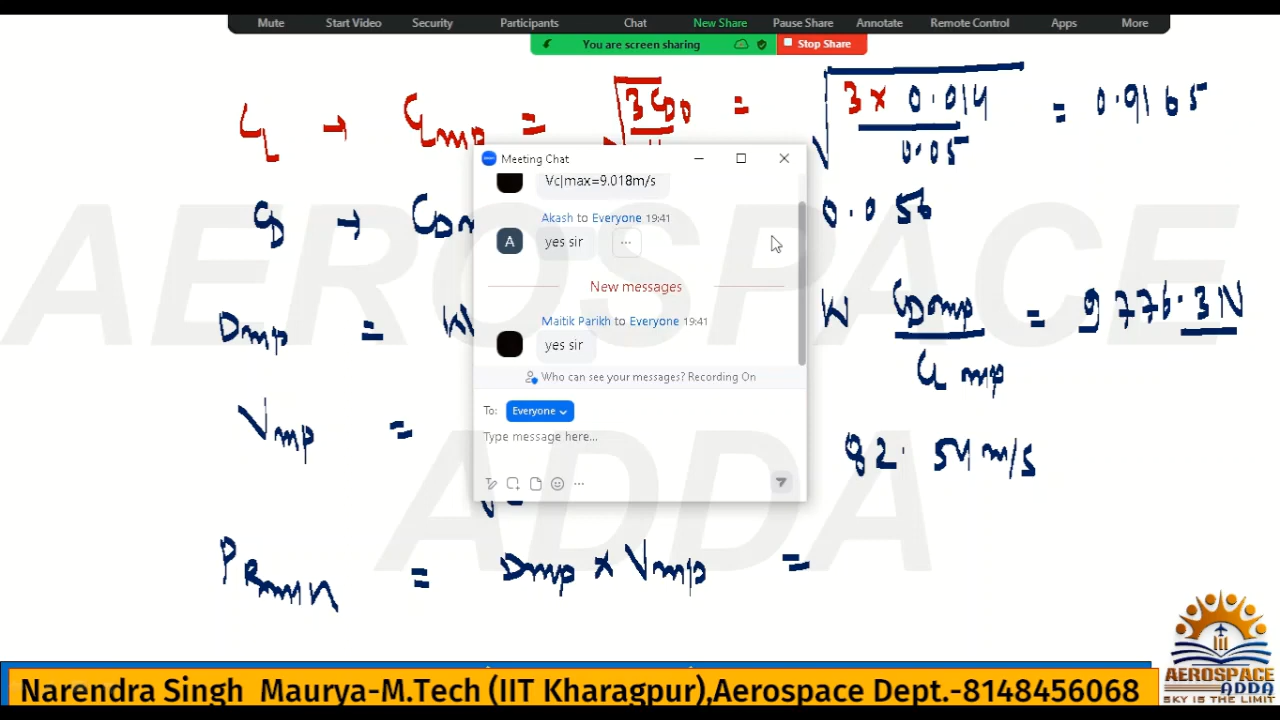 Mute Start Video Security Participants Chat New Share Pause Share Annotate Remote Control Apps More
You are screen sharing Stop Share
CL → CLmp = √3CD0 = √3 × 0.014 / 0.05 = 0.9165
Meeting Chat
Vc|max=9.018m/s
CD → CDm 0.056
Akash to Everyone 19:41
A yes sir ...
New messages
Dmp = W W CDmp / CLmp = 9776.3N
Maitik Parikh to Everyone 19:41
yes sir
Who can see your messages? Recording On
To: Everyone
Type message here...
Vmp = 82.54 m/s
PRmin = Dmp × Vmp =
AEROSPACE
ADDA
Narendra Singh Maurya-M.Tech (IIT Kharagpur),Aerospace Dept.-8148456068
AEROSPACE
ADDA
SKY IS THE LIMIT